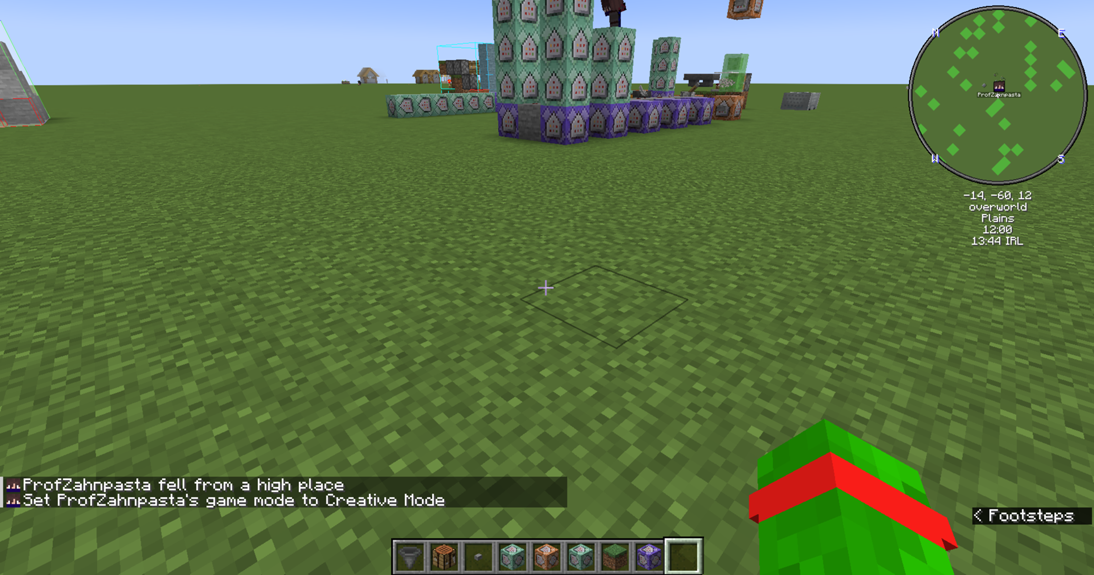 N
E
ProfZahnpasta
W
S
-14, -60, 12
overworld
Plains
12:00
13:44 IRL
ProfZahnpasta fell from a high place
Set ProfZahnpasta's game mode to Creative Mode
< Footsteps